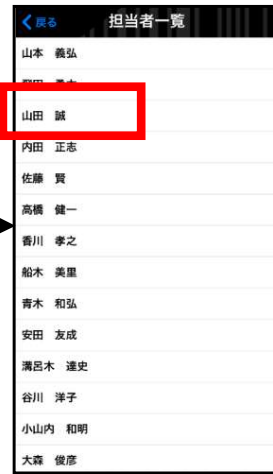 戻る 担当者一覧
山本 義弘
山田 誠
内田 正志
佐藤 賢
高橋 健一
香川 孝之
船木 美里
青木 和弘
安田 友成
溝呂木 達史
谷川 洋子
小山内 和明
大森 俊彦